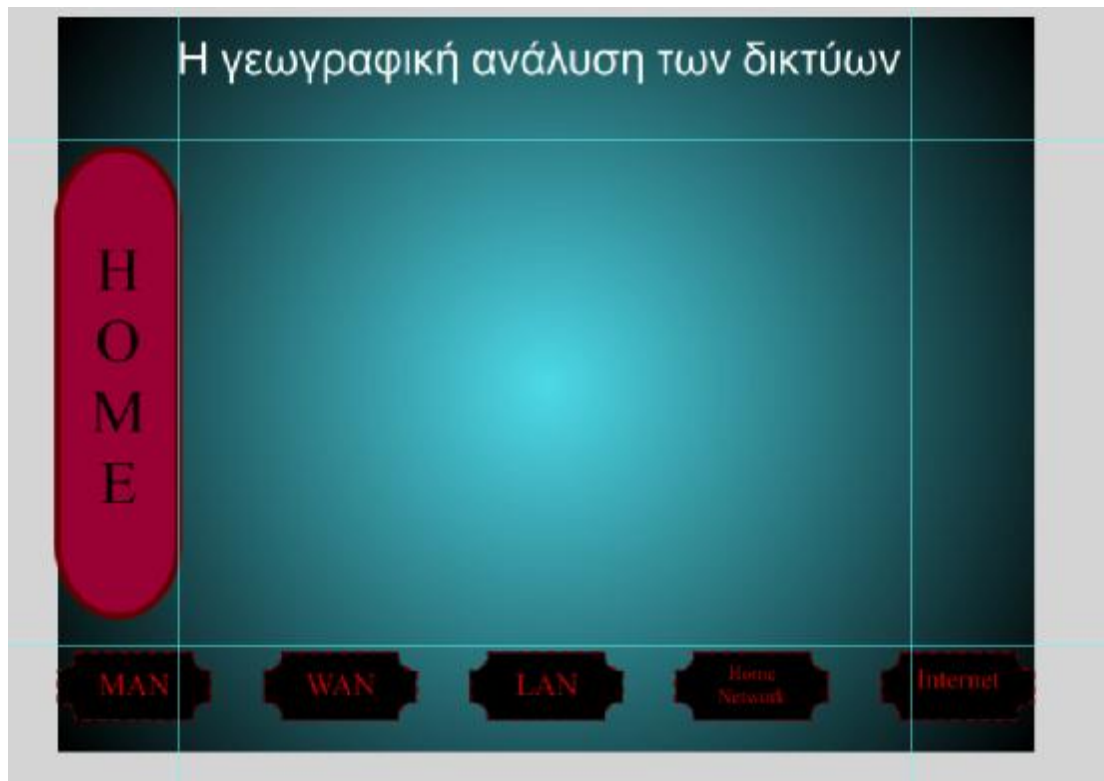 Η γεωγραφική ανάλυση των δικτύων
H
O
M
E
MAN
WAN
LAN
Home
Network
Internet